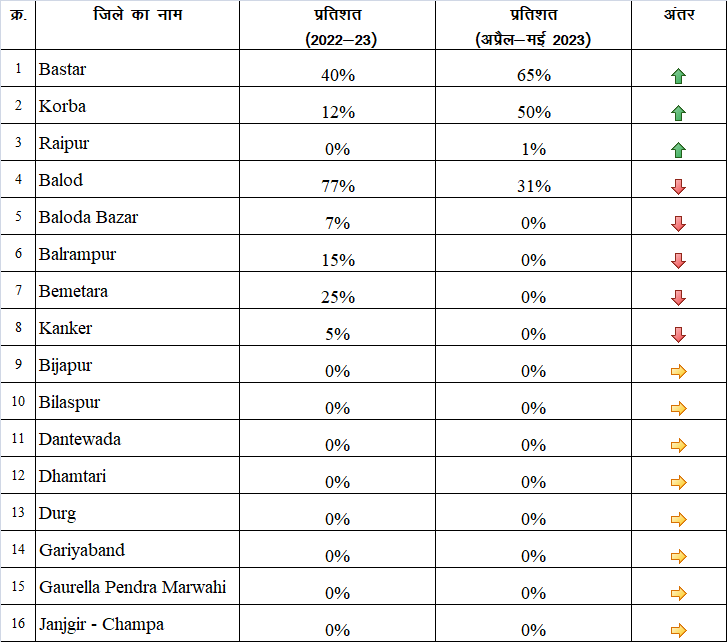 क्र. जिले का नाम प्रतिशत प्रतिशत अंतर
(2022–23) (अप्रैल–मई 2023)
1 Bastar 40% 65%
2 Korba 12% 50%
3 Raipur 0% 1%
4 Balod 77% 31%
5 Baloda Bazar 7% 0%
6 Balrampur 15% 0%
7 Bemetara 25% 0%
8 Kanker 5% 0%
9 Bijapur 0% 0%
10 Bilaspur 0% 0%
11 Dantewada 0% 0%
12 Dhamtari 0% 0%
13 Durg 0% 0%
14 Gariyaband 0% 0%
15 Gaurella Pendra Marwahi 0% 0%
16 Janjgir - Champa 0% 0%